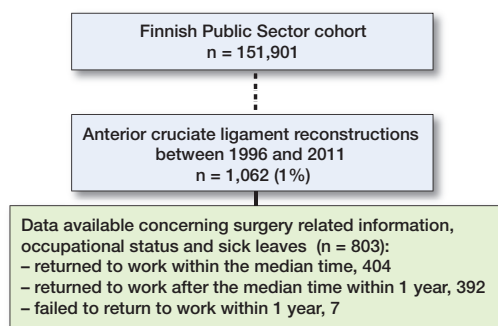 Finnish Public Sector cohort
n = 151,901
Anterior cruciate ligament reconstructions
between 1996 and 2011
n = 1,062 (1%)
Data available concerning surgery related information,
occupational status and sick leaves (n = 803):
– returned to work within the median time, 404
– returned to work after the median time within 1 year, 392
– failed to return to work within 1 year, 7